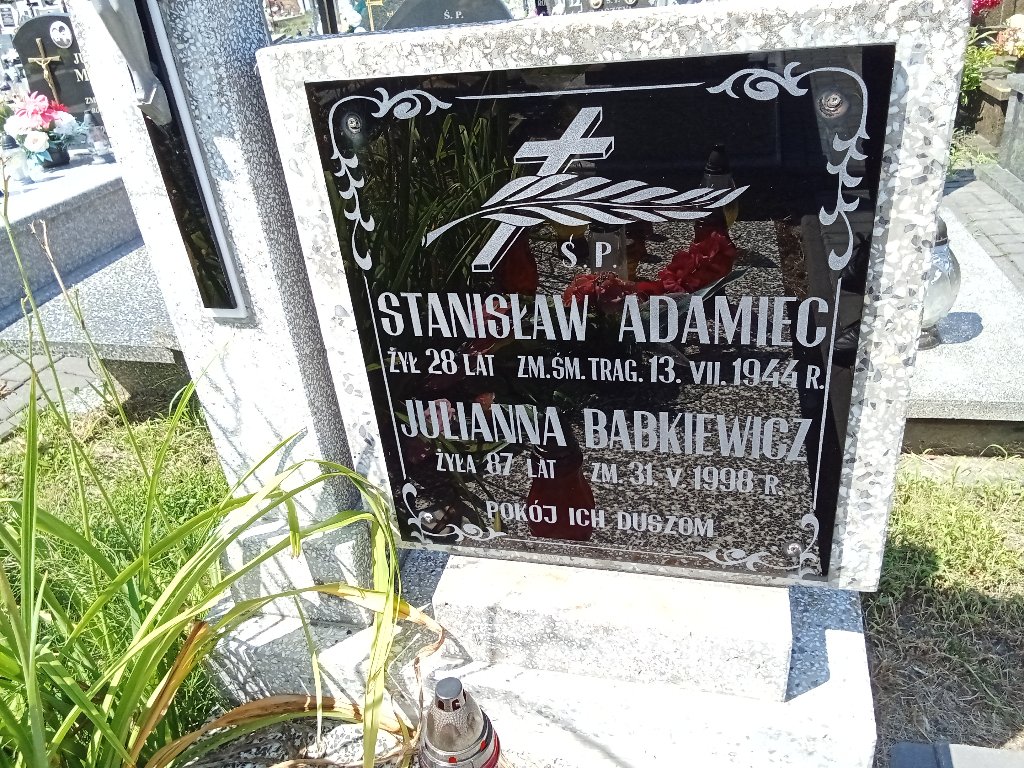 Ś. P.
Ś. P.
STANISŁAW ADAMIEC
ŻYŁ 28 LAT ZM. ŚM. TRAG. 13. VII. 1944 R.
JULIANNA BABKIEWICZ
ŻYŁA 87 LAT ZM. 31 V 1998 R.
POKÓJ ICH DUSZOM